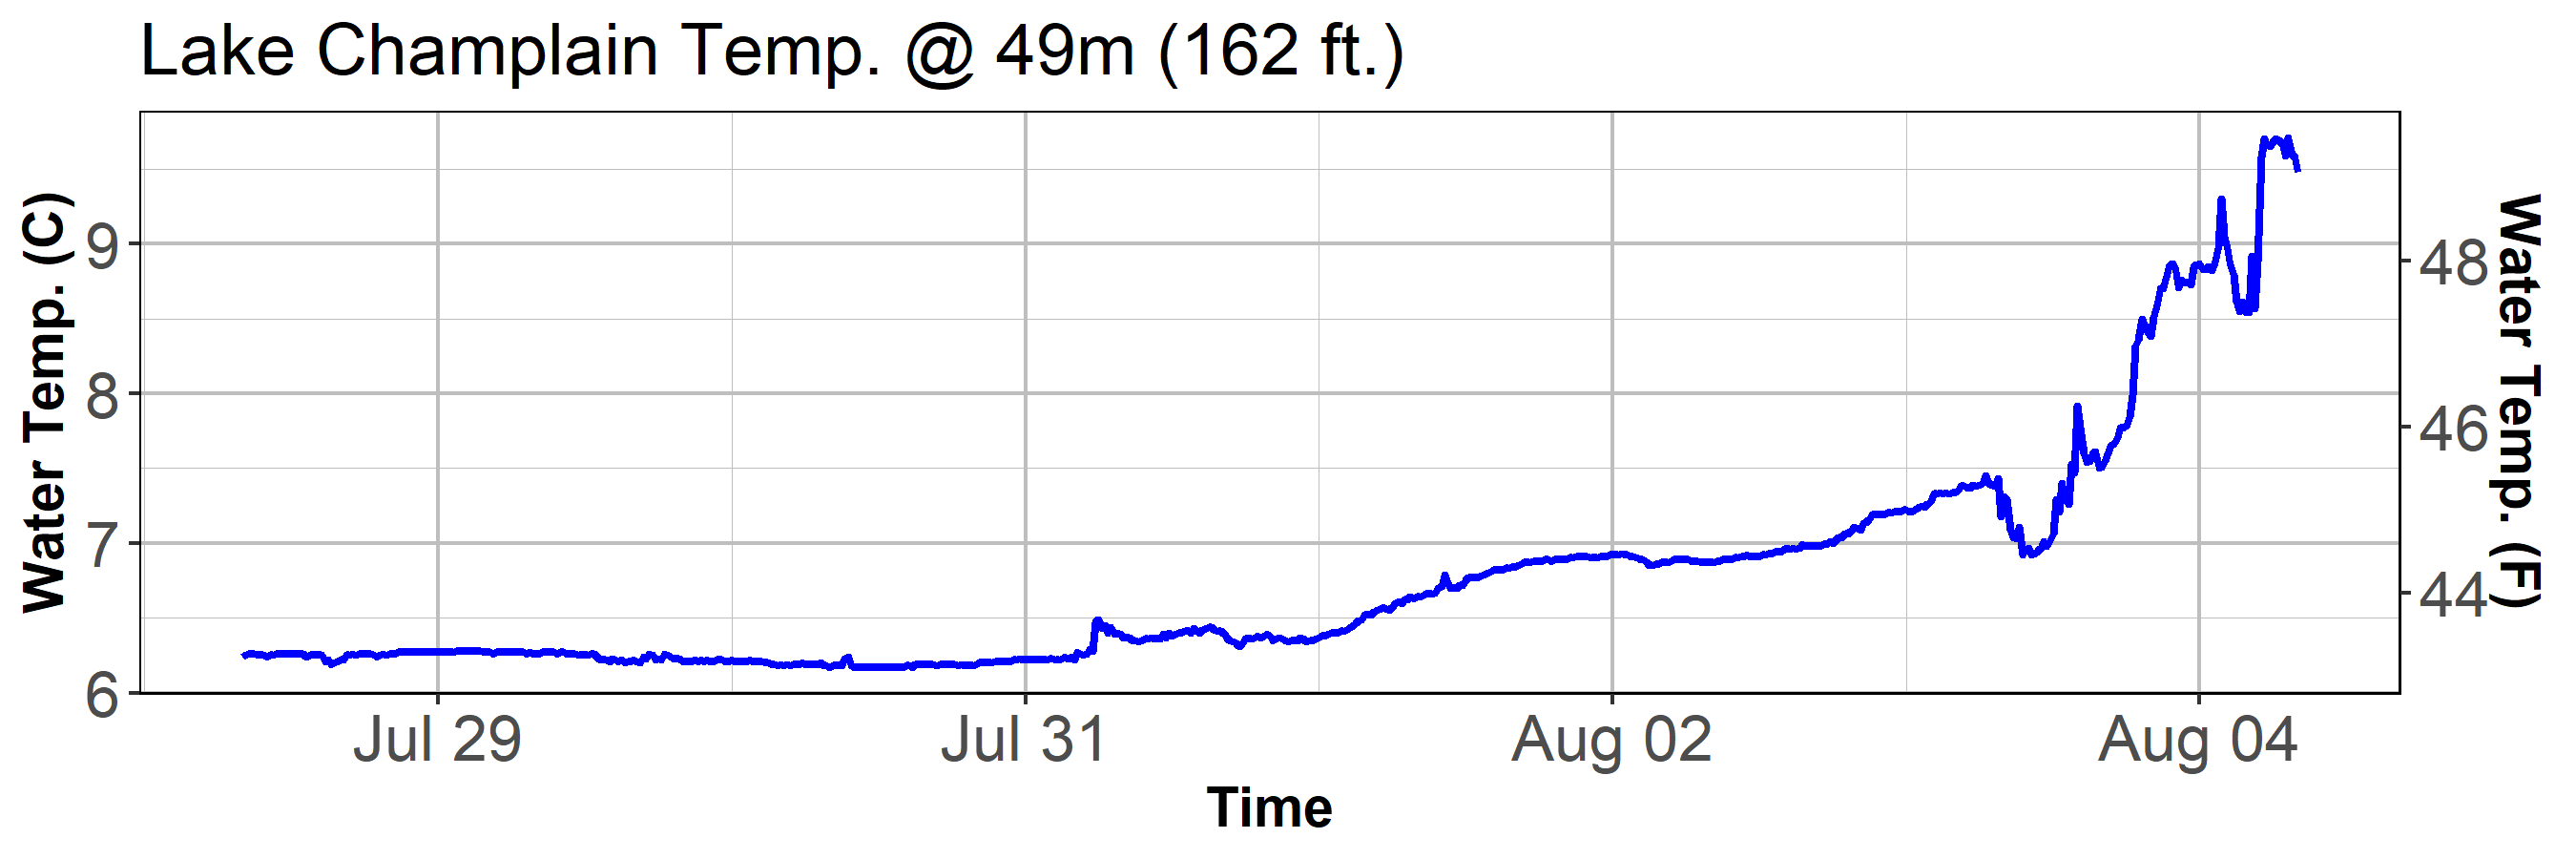 Lake Champlain Temp. @ 49m (162 ft.)
Water Temp. (C)
9
8
7
6
48
46
44
Water Temp. (F)
Jul 29
Jul 31
Aug 02
Aug 04
Time